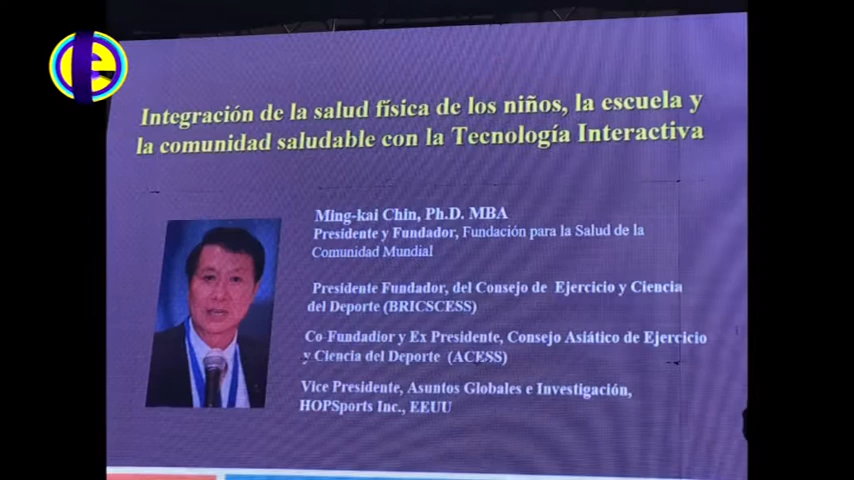 e
Integración de la salud física de los niños, la escuela y
la comunidad saludable con la Tecnología Interactiva
Ming-kai Chin, Ph.D. MBA
Presidente y Fundador, Fundación para la Salud de la
Comunidad Mundial
Presidente Fundador, del Consejo de Ejercicio y Ciencia
del Deporte (BRICSCESS)
Co-Fundadior y Ex Presidente, Consejo Asiático de Ejercicio
y Ciencia del Deporte (ACESS)
Vice Presidente, Asuntos Globales e Investigación,
HOPSports Inc., EEUU